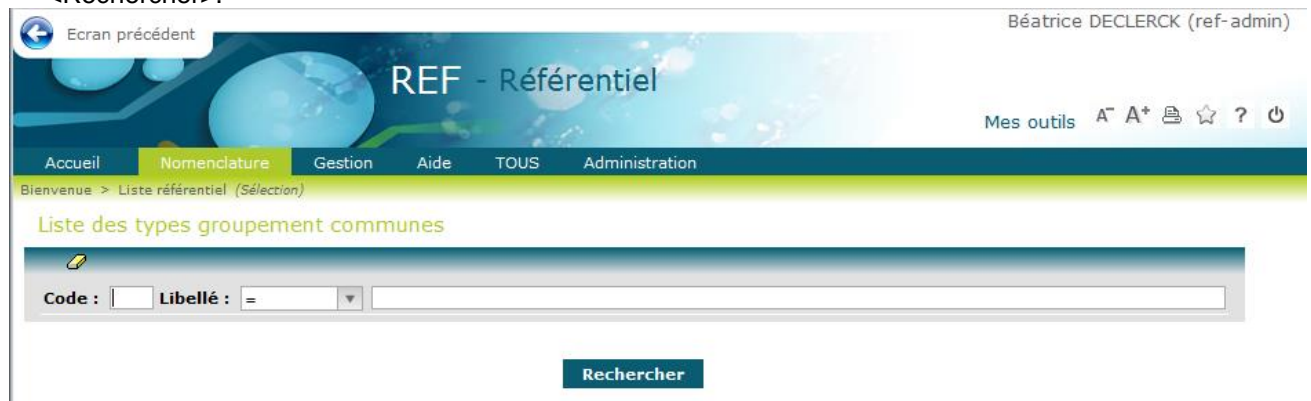 <Rechercher>.
Ecran précédent
Béatrice DECLERCK (ref-admin)
REF - Référentiel
Mes outils A- A+ ?
Accueil Nomenclature Gestion Aide TOUS Administration
Bienvenue > Liste référentiel (Sélection)
Liste des types groupement communes
Code : Libellé : =
Rechercher